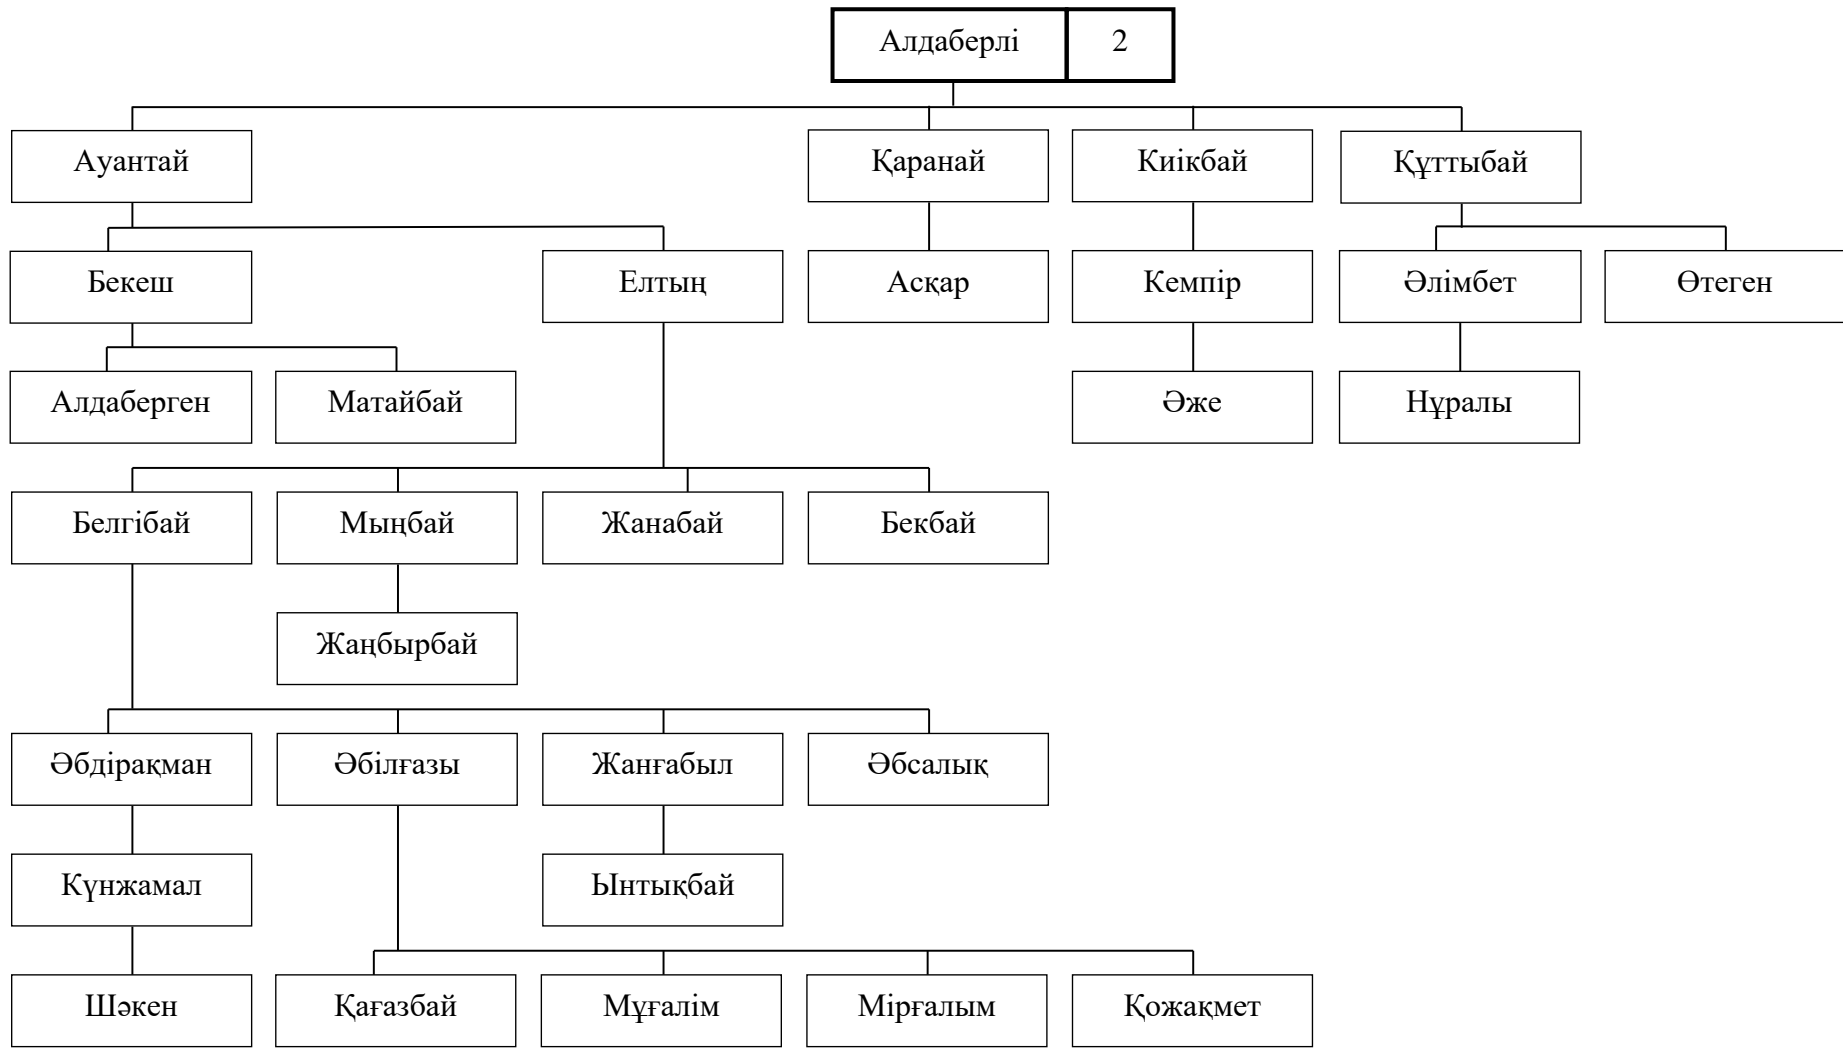 Алдаберлі 2
Ауантай Қаранай Киікбай Құттыбай
Бекеш Елтың Асқар Кемпір Әлімбет Өтеген
Алдаберген Матайбай Әже Нұралы
Белгібай Мыңбай Жанабай Бекбай
Жаңбырбай
Әбдірақман Әбілғазы Жанғабыл Әбсалық
Күнжамал Ынтықбай
Шәкен Қағазбай Мұғалім Мірғалым Қожақмет